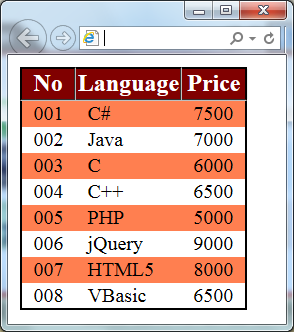 No Language Price
001 C# 7500
002 Java 7000
003 C 6000
004 C++ 6500
005 PHP 5000
006 jQuery 9000
007 HTML5 8000
008 VBasic 6500